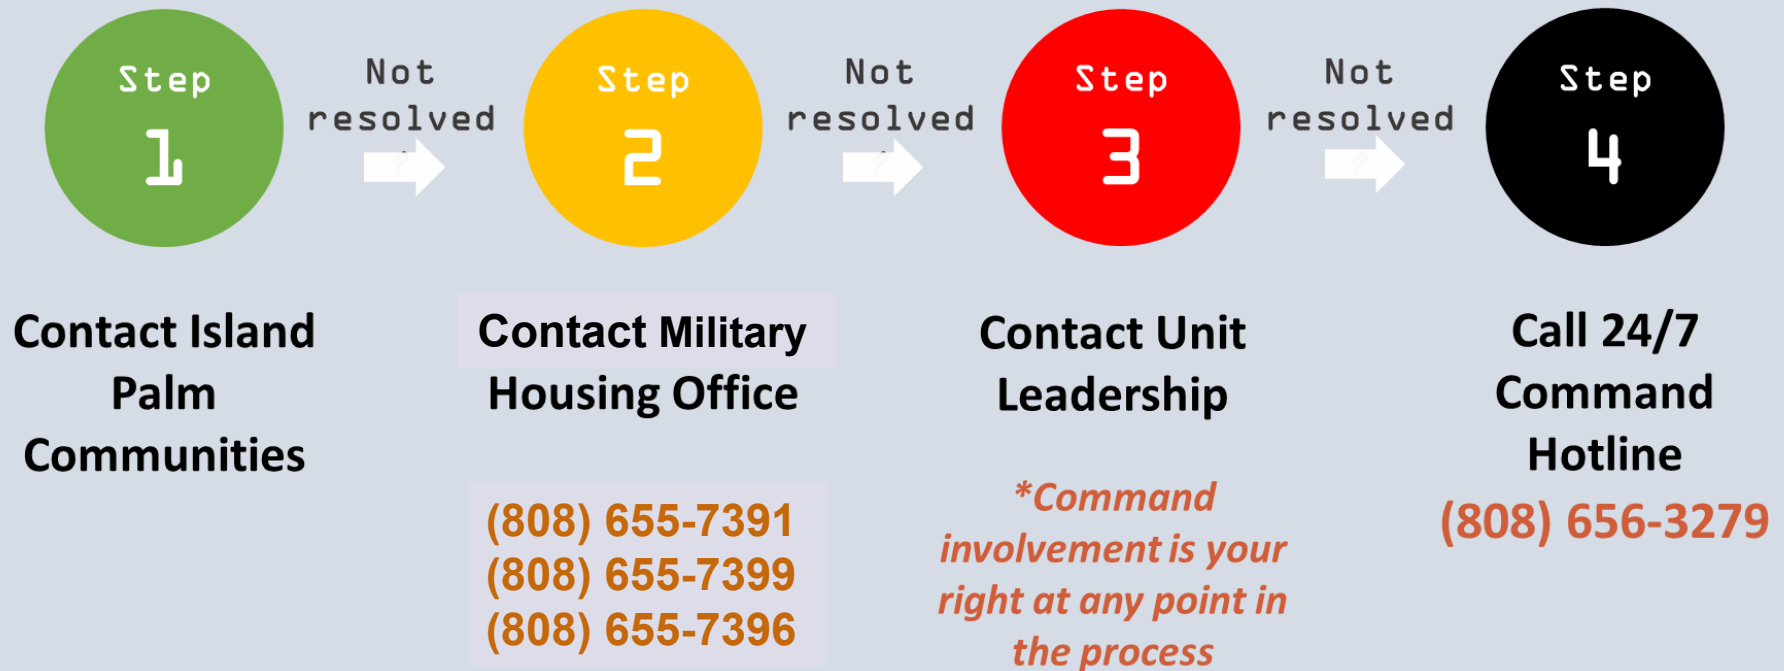 Step
1
Not
resolved
Step
2
Not
resolved
Step
3
Not
resolved
Step
4
Contact Island
Palm
Communities
Contact Military
Housing Office
(808) 655-7391
(808) 655-7399
(808) 655-7396
Contact Unit
Leadership
*Command
involvement is your
right at any point in
the process
Call 24/7
Command
Hotline
(808) 656-3279